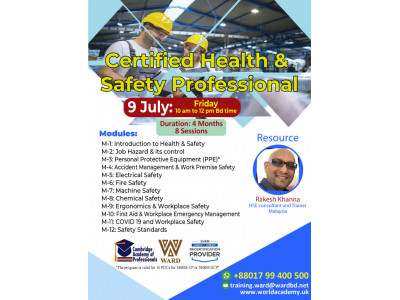 Certified Health &
Safety Professional
9 July: Friday
10 am to 12 pm Bd time
Duration: 4 Months
8 Sessions
Modules:
M-1: Introduction to Health & Safety
M-2: Job Hazard & its control
M-3: Personal Protective Equipment (PPE)*
M-4: Accident Management & Work Premise Safety
M-5: Electrical Safety
M-6: Fire Safety
M-7: Machine Safety
M-8: Chemical Safety
M-9: Ergonomics & Workplace Safety
M-10: First Aid & Workplace Emergency Management
M-11: COVID 19 and Workplace Safety
M-12: Safety Standards
Resource
Rakesh Khanna
HSE consultant and Trainer
Malaysia
Cambridge
Academy of
Professionals
WARD
SHRM
RECERTIFICATION
PROVIDER
+88017 99 400 500
training.ward@wardbd.net
www.worldacademy.uk